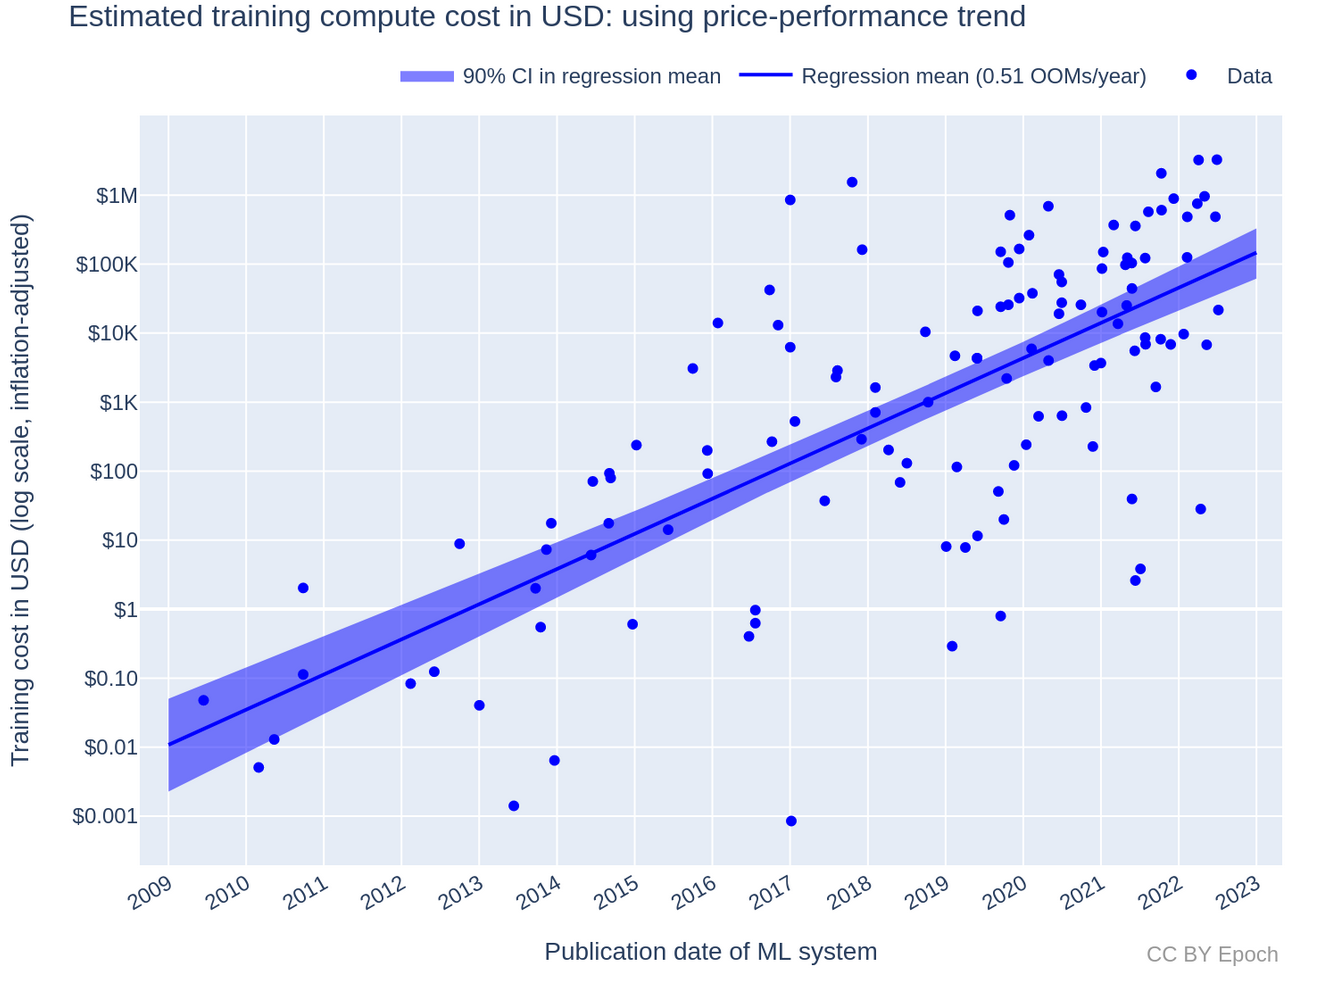 Estimated training compute cost in USD: using price-performance trend
90% CI in regression mean
Regression mean (0.51 OOMs/year)
Data
Training cost in USD (log scale, inflation-adjusted)
$1M
$100K
$10K
$1K
$100
$10
$1
$0.10
$0.01
$0.001
2009
2010
2011
2012
2013
2014
2015
2016
2017
2018
2019
2020
2021
2022
2023
Publication date of ML system
CC BY Epoch